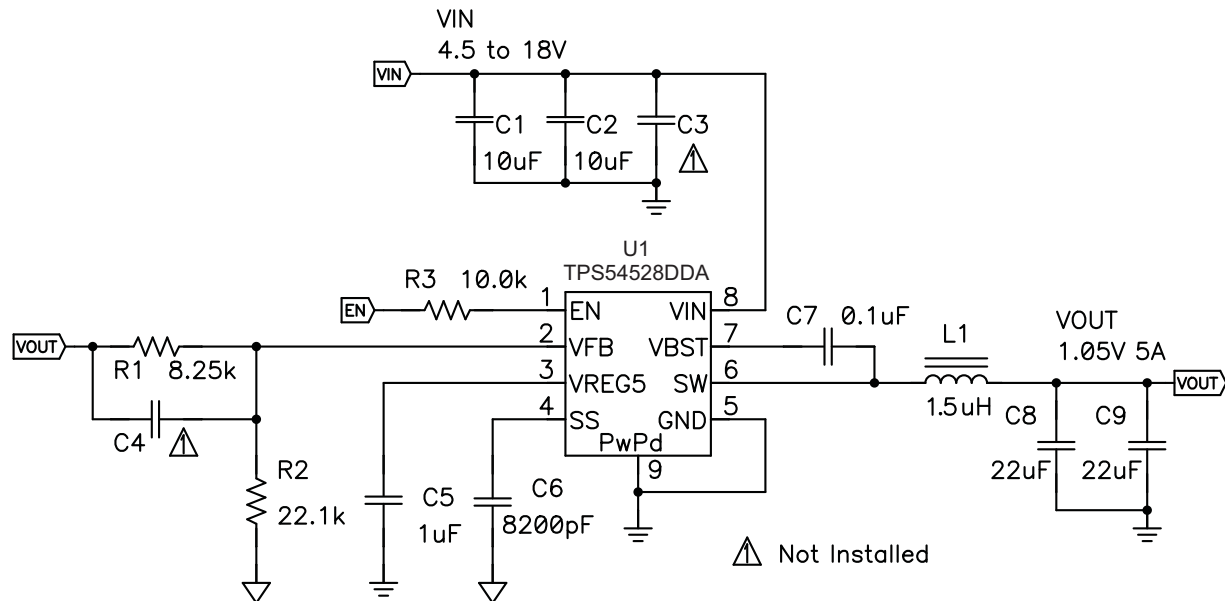 VIN
4.5 to 18V
VIN
C1
C2
C3
10uF
10uF
1
U1
TPS54528DDA
R3 10.0k
EN
1
EN
VIN
8
C7
0.1uF
VOUT
R1
8.25k
2
VFB
VBST
7
L1
VOUT
1.05V 5A
3
VREG5
SW
6
1.5uH
VOUT
C4
1
4
SS
GND
5
PwPd
9
C8
C9
22uF
22uF
R2
22.1k
C5
1uF
C6
8200pF
1 Not Installed